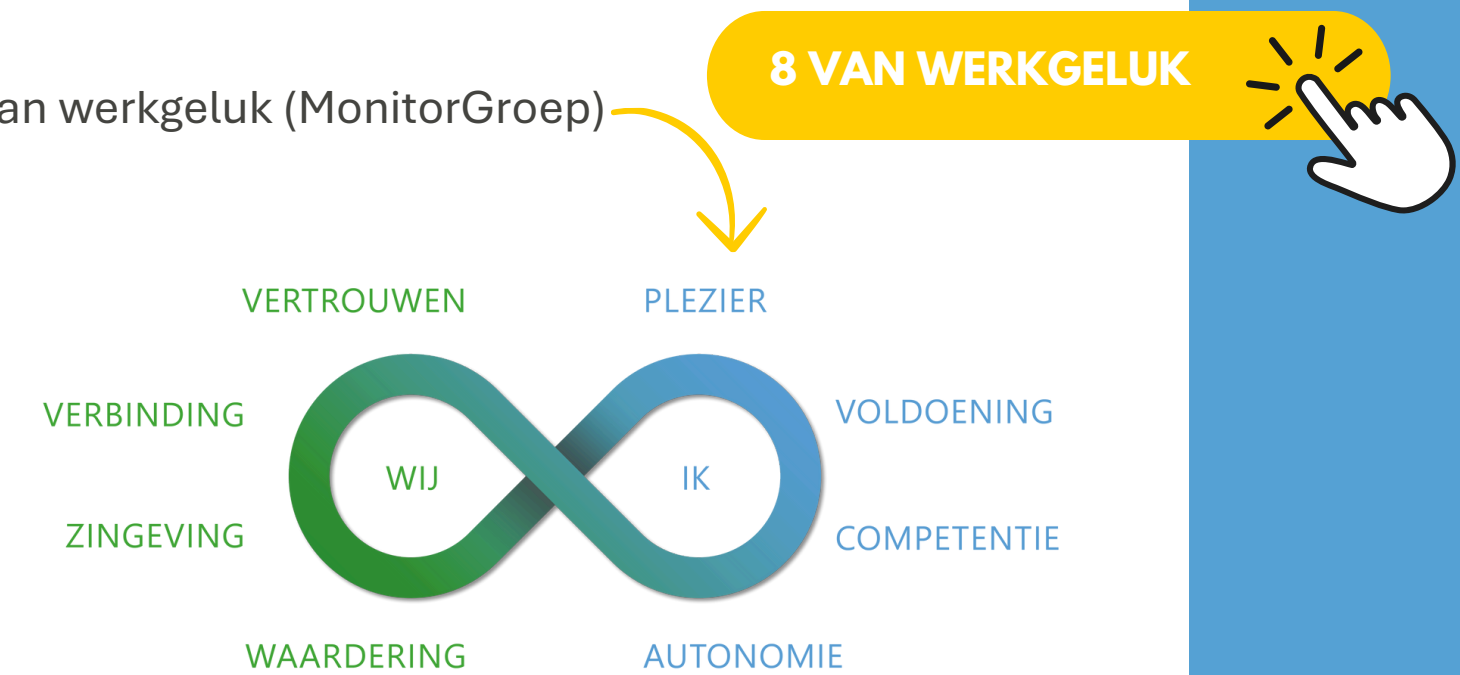 8 VAN WERKGELUK
an werkgeluk (MonitorGroep)
VERTROUWEN
PLEZIER
VERBINDING
VOLDOENING
WIJ
IK
ZINGEVING
COMPETENTIE
WAARDERING
AUTONOMIE